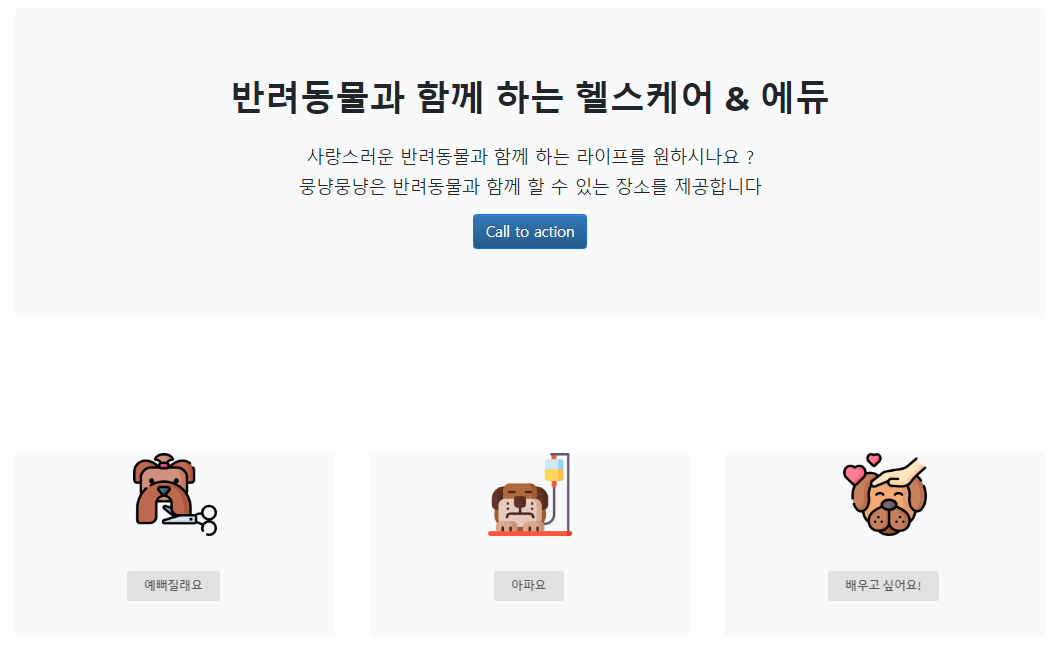 반려동물과 함께 하는 헬스케어 & 에듀
사랑스러운 반려동물과 함께 하는 라이프를 원하시나요 ?
뭉냥뭉냥은 반려동물과 함께 할 수 있는 장소를 제공합니다
Call to action
예뻐질래요
아파요
배우고 싶어요!